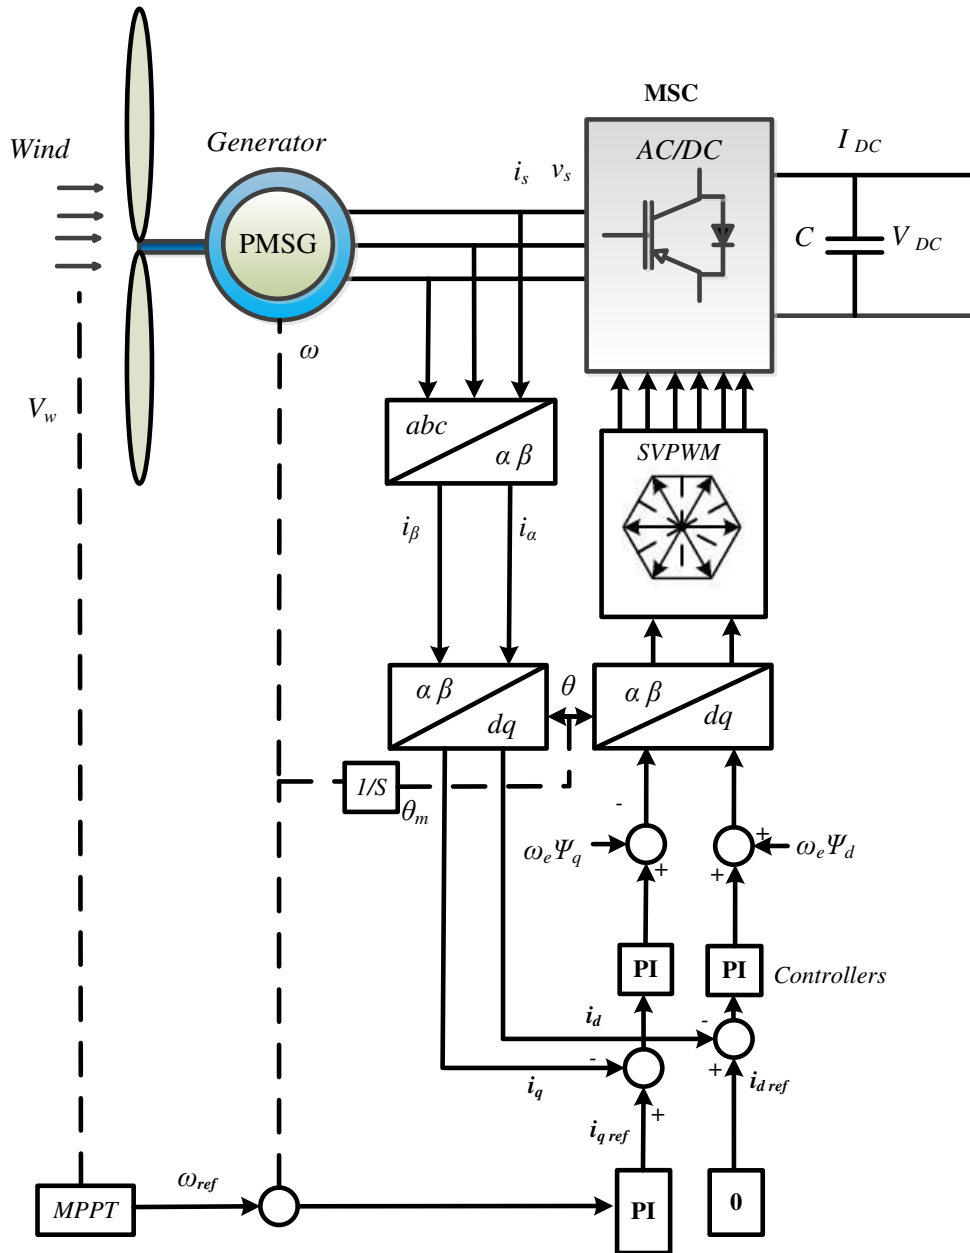 MSC
Wind
Generator
i_s v_s
AC/DC
I_DC
PMSG
C
V_DC
ω
V_w
abc
α β
SVPWM
i_β
i_α
α β
dq
θ
α β
dq
1/S
θ_m
-
+
ω_eΨ_q
ω_eΨ_d
+
+
PI
PI
Controllers
i_d
-
-
+
i_q
i_d ref
+
i_q ref
ω_ref
MPPT
PI
0